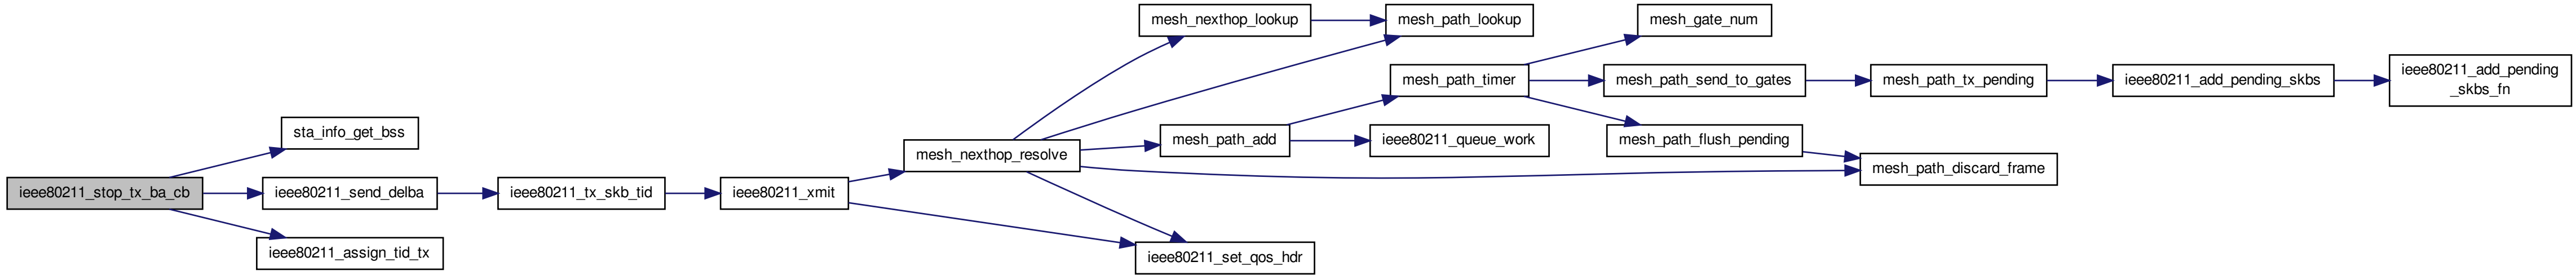 ieee80211_stop_tx_ba_cb
sta_info_get_bss
ieee80211_send_delba
ieee80211_assign_tid_tx
ieee80211_tx_skb_tid
ieee80211_xmit
mesh_nexthop_resolve
mesh_nexthop_lookup
mesh_path_lookup
mesh_path_add
ieee80211_set_qos_hdr
mesh_path_timer
ieee80211_queue_work
mesh_gate_num
mesh_path_send_to_gates
mesh_path_flush_pending
mesh_path_tx_pending
mesh_path_discard_frame
ieee80211_add_pending_skbs
ieee80211_add_pending
_skbs_fn